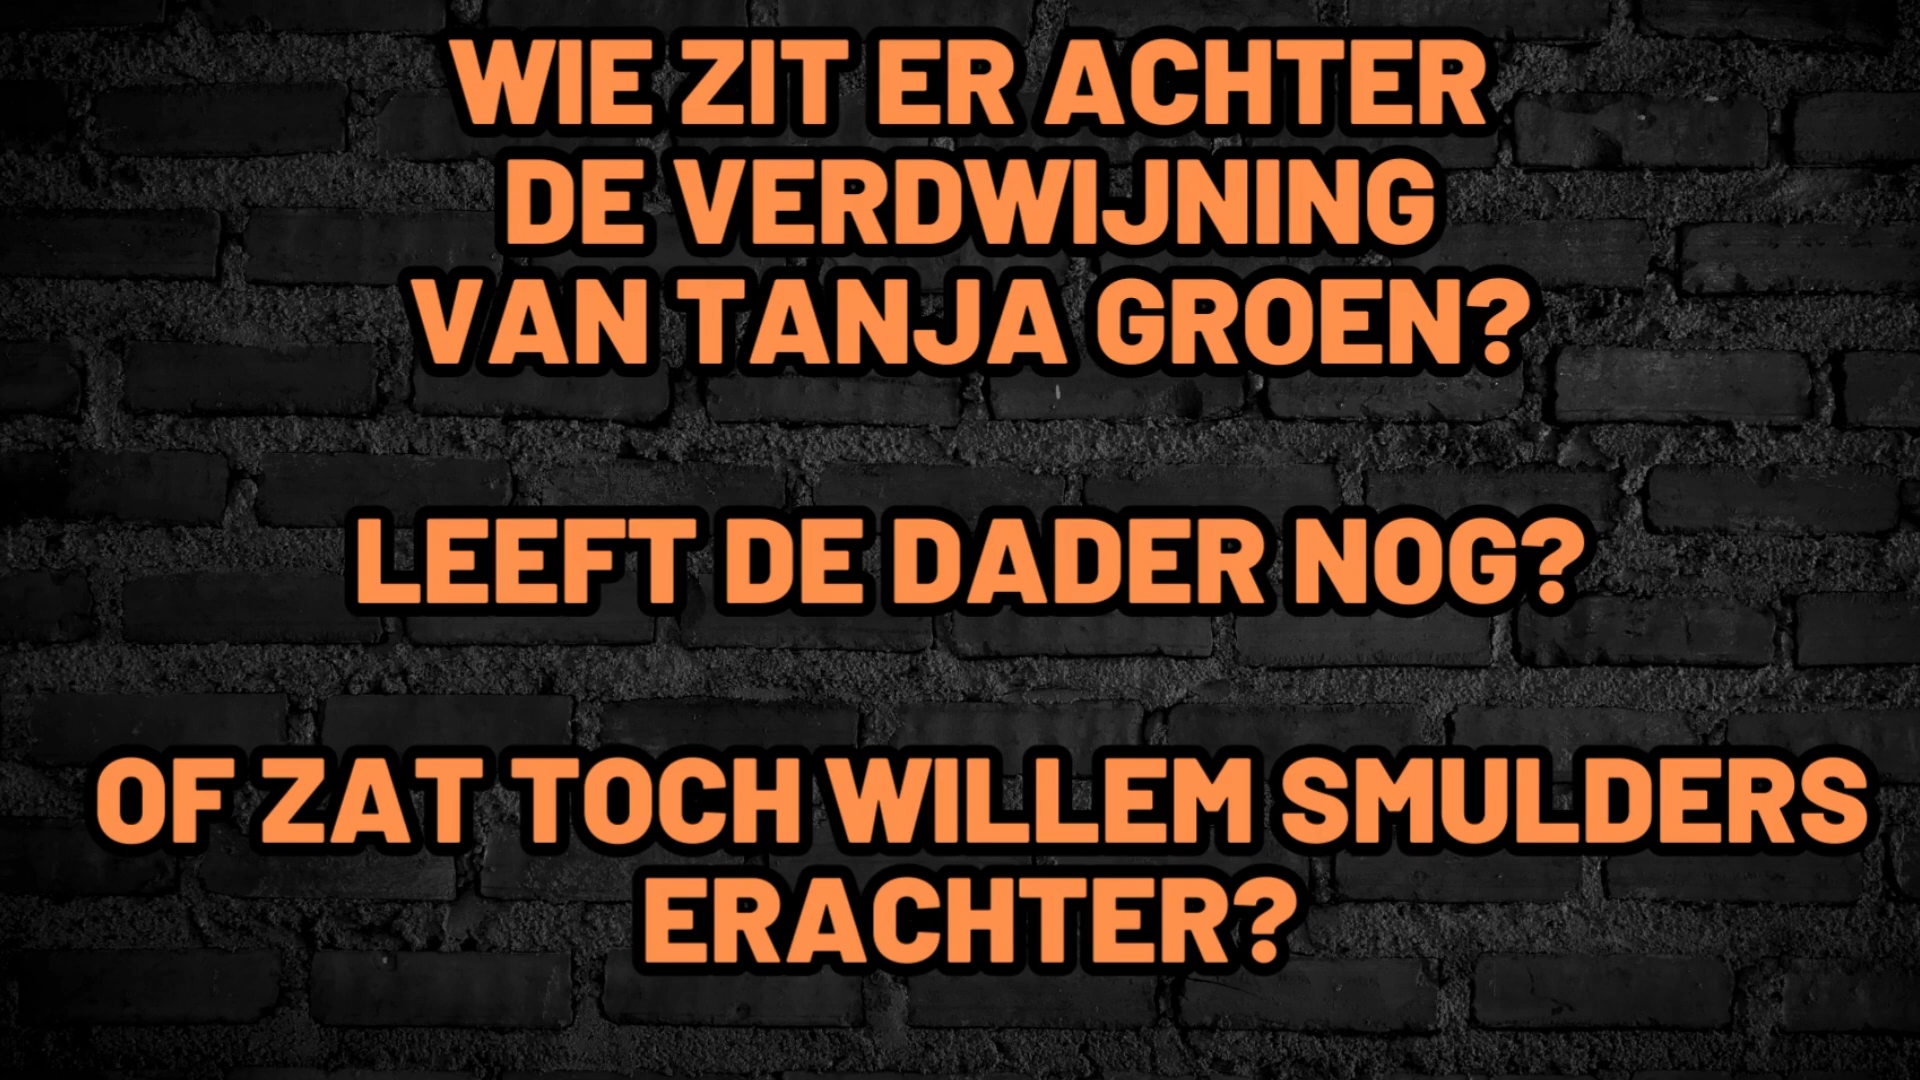 WIE ZIT ER ACHTER
DE VERDWIJNING
VAN TANJA GROEN?
LEEFT DE DADER NOG?
OF ZAT TOCH WILLEM SMULDERS
ERACHTER?